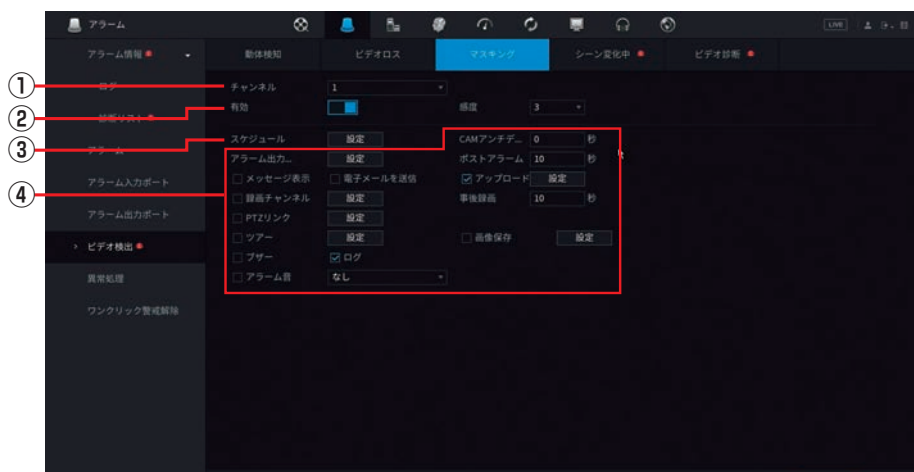 アラーム
LIVE
アラーム情報
動体検知 ビデオロス マスキング シーン変化中 ビデオ診断
① ログ
② 診断リスト
③ アラーム
アラーム入力ポート
④ アラーム出力ポート
ビデオ検出
異常処理
ワンクリック警戒解除
チャンネル 1
有効 感度 3
スケジュール 設定 CAMアンチデ... 0 秒
アラーム出力... 設定 ポストアラーム 10 秒
メッセージ表示 電子メールを送信 アップロード 設定
録画チャンネル 設定 事後録画 10 秒
PTZリンク 設定
ツアー 設定 画像保存 設定
ブザー ログ
アラーム音 なし